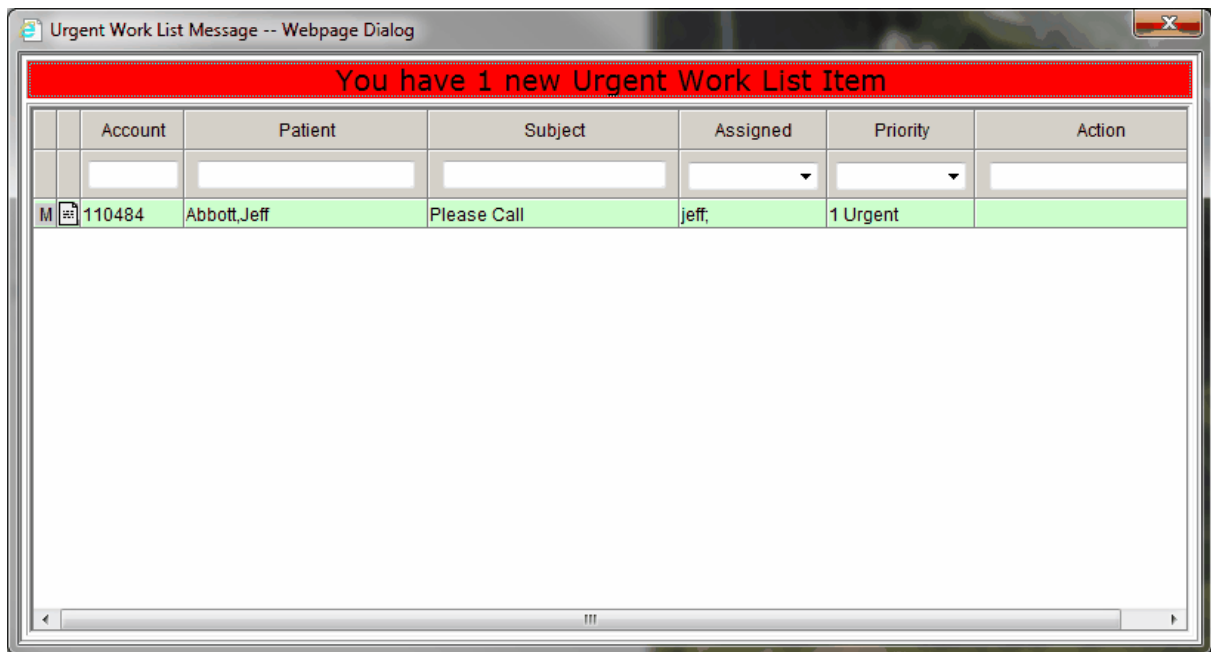 Urgent Work List Message -- Webpage Dialog
You have 1 new Urgent Work List Item
Account Patient Subject Assigned Priority Action
M 110484 Abbott,Jeff Please Call jeff; 1 Urgent